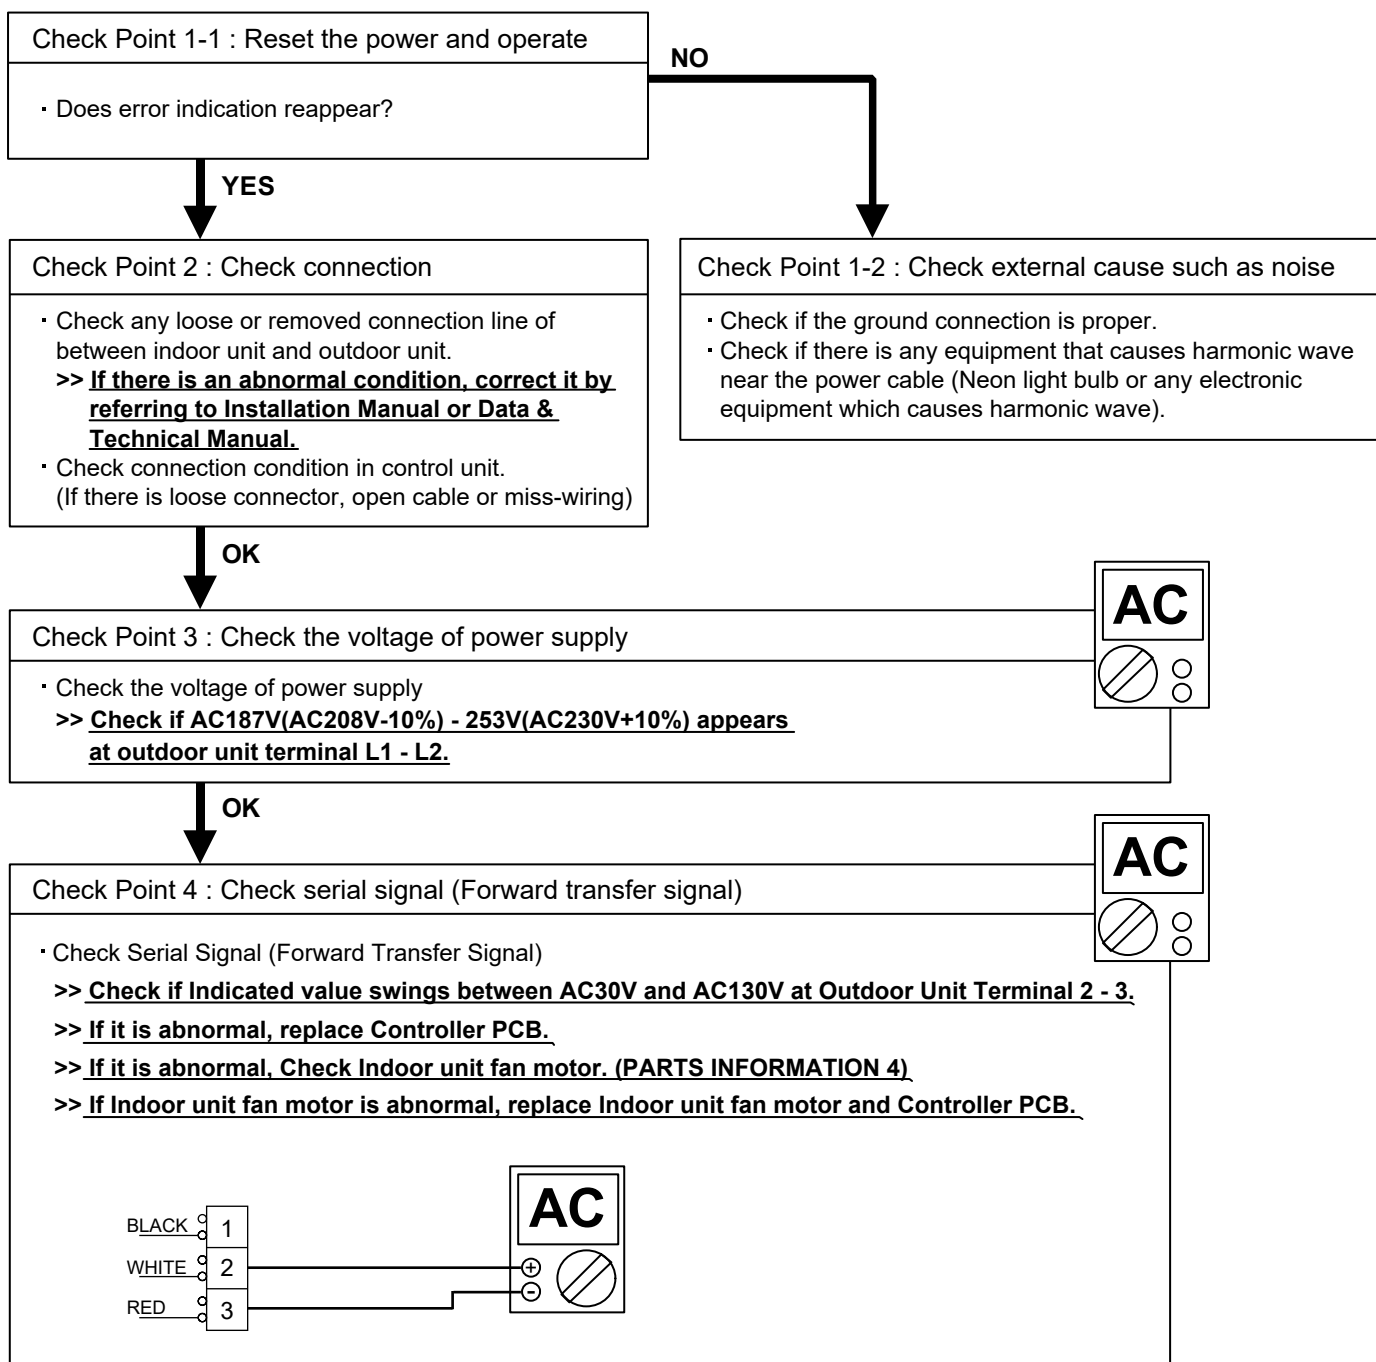 Check Point 1-1 : Reset the power and operate
· Does error indication reappear?
NO
YES
Check Point 2 : Check connection
· Check any loose or removed connection line of
between indoor unit and outdoor unit.
>> If there is an abnormal condition, correct it by
referring to Installation Manual or Data &
Technical Manual.
· Check connection condition in control unit.
(If there is loose connector, open cable or miss-wiring)
Check Point 1-2 : Check external cause such as noise
· Check if the ground connection is proper.
· Check if there is any equipment that causes harmonic wave
near the power cable (Neon light bulb or any electronic
equipment which causes harmonic wave).
OK
Check Point 3 : Check the voltage of power supply
AC
· Check the voltage of power supply
>> Check if AC187V(AC208V-10%) - 253V(AC230V+10%) appears
at outdoor unit terminal L1 - L2.
OK
Check Point 4 : Check serial signal (Forward transfer signal)
AC
· Check Serial Signal (Forward Transfer Signal)
>> Check if Indicated value swings between AC30V and AC130V at Outdoor Unit Terminal 2 - 3.
>> If it is abnormal, replace Controller PCB.
>> If it is abnormal, Check Indoor unit fan motor. (PARTS INFORMATION 4)
>> If Indoor unit fan motor is abnormal, replace Indoor unit fan motor and Controller PCB.
AC
BLACK 1
WHITE 2 +
RED 3 -